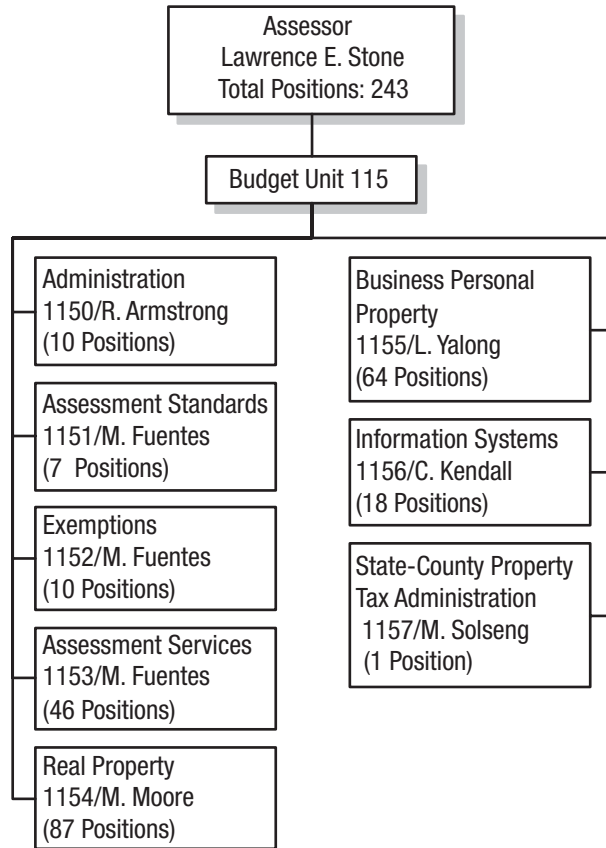 Assessor
Lawrence E. Stone
Total Positions: 243
Budget Unit 115
Administration
1150/R. Armstrong
(10 Positions)
Assessment Standards
1151/M. Fuentes
(7 Positions)
Exemptions
1152/M. Fuentes
(10 Positions)
Assessment Services
1153/M. Fuentes
(46 Positions)
Real Property
1154/M. Moore
(87 Positions)
Business Personal
Property
1155/L. Yalong
(64 Positions)
Information Systems
1156/C. Kendall
(18 Positions)
State-County Property
Tax Administration
1157/M. Solseng
(1 Position)